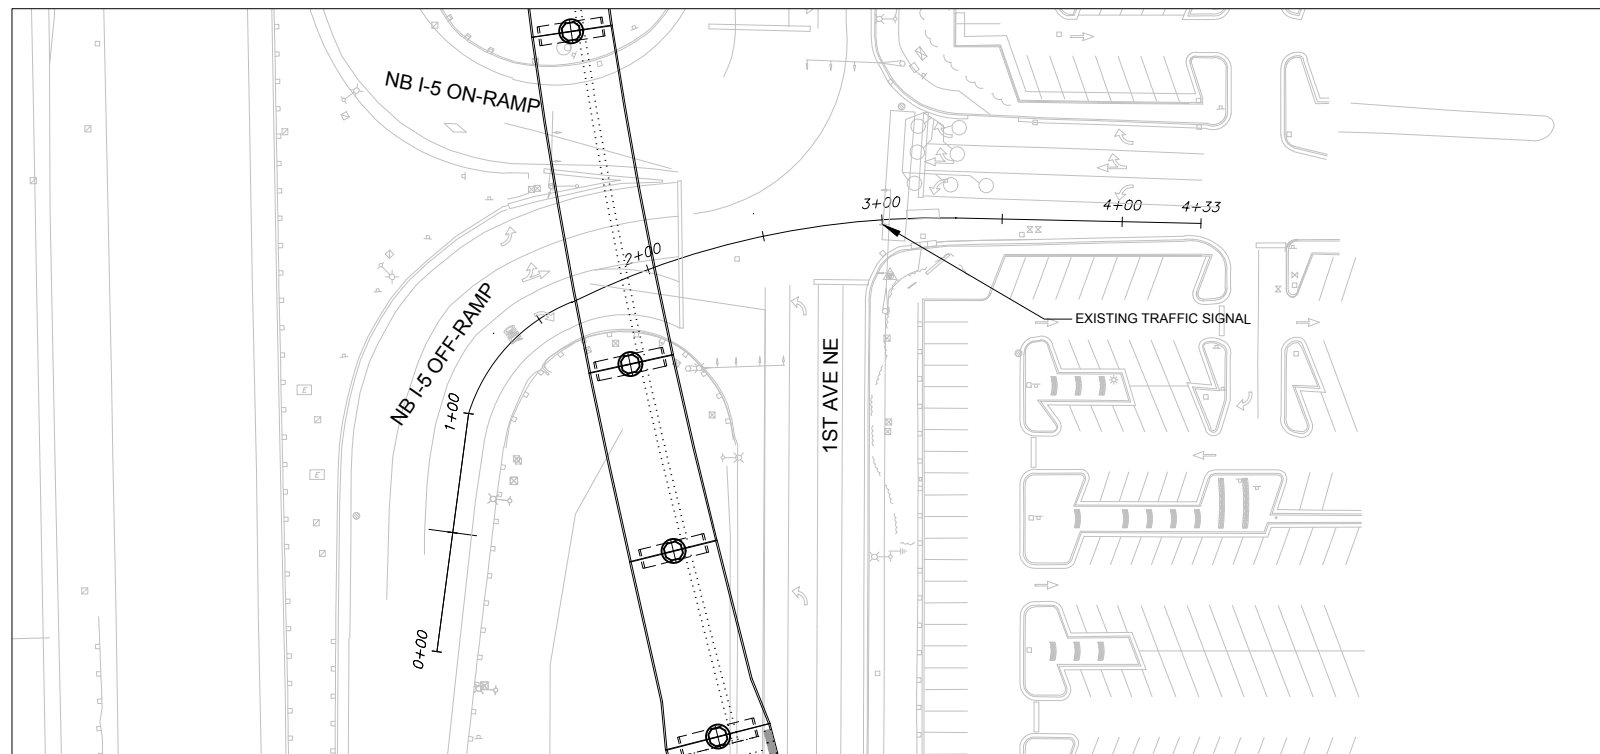 NB I-5 ON-RAMP
3+00
4+00
4+33
2+00
NB I-5 OFF-RAMP
EXISTING TRAFFIC SIGNAL
1ST AVE NE
1+00
E
E
0+00